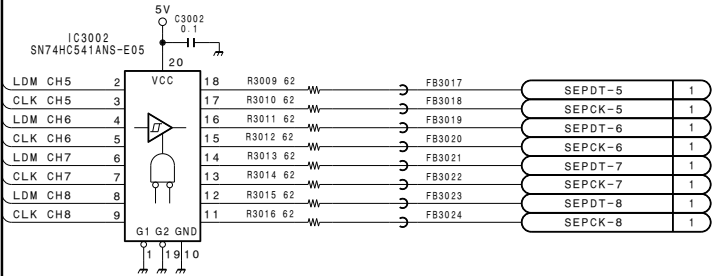 5V
C3002
0.1
IC3002
SN74HC541ANS-E05
20
VCC
LDM CH5 2 18 R3009 62 FB3017 SEPDT-5 1
CLK CH5 3 17 R3010 62 FB3018 SEPCK-5 1
LDM CH6 4 16 R3011 62 FB3019 SEPDT-6 1
CLK CH6 5 15 R3012 62 FB3020 SEPCK-6 1
LDM CH7 6 14 R3013 62 FB3021 SEPDT-7 1
CLK CH7 7 13 R3014 62 FB3022 SEPCK-7 1
LDM CH8 8 12 R3015 62 FB3023 SEPDT-8 1
CLK CH8 9 11 R3016 62 FB3024 SEPCK-8 1
G1 G2 GND
1 19 10